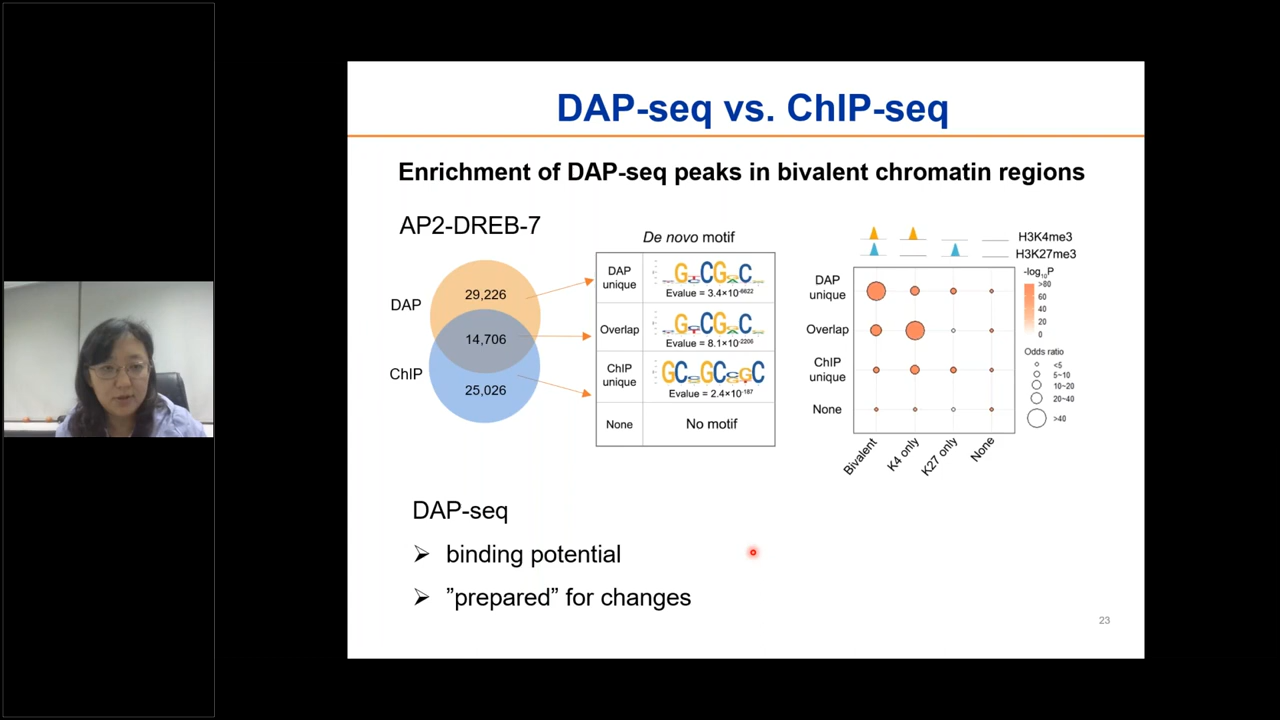 DAP-seq vs. ChIP-seq
Enrichment of DAP-seq peaks in bivalent chromatin regions
AP2-DREB-7
DAP
29,226
14,706
ChIP
25,026
De novo motif
DAP unique
Evalue = 3.4×10-6622
Overlap
Evalue = 8.1×10-2206
ChIP unique
GC GC GC
Evalue = 2.4×10-187
None
No motif
H3K4me3
H3K27me3
DAP unique
Overlap
ChIP unique
None
Bivalent
K4 only
K27 only
None
-log10P
>80
60
40
20
0
Odds ratio
<5
5~10
10~20
20~40
>40
DAP-seq
binding potential
”prepared” for changes
23